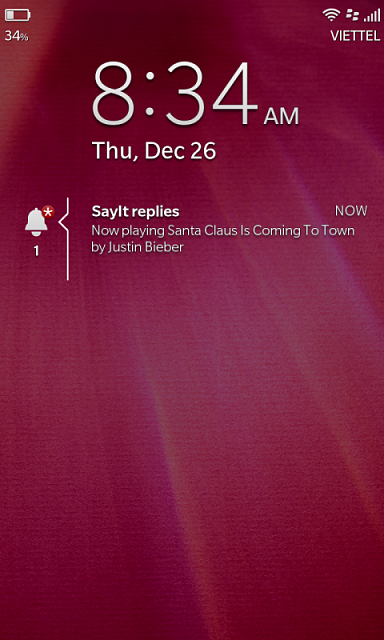 34%
VIETTEL
8:34 AM
Thu, Dec 26
SayIt replies
NOW
Now playing Santa Claus Is Coming To Town
by Justin Bieber
1